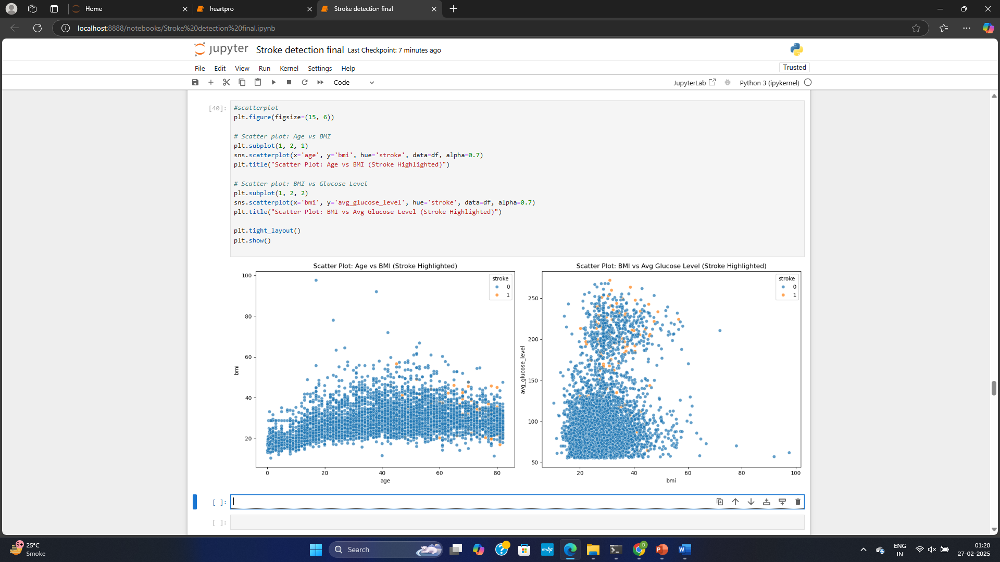 Home
heartpro
Stroke detection final
localhost:8888/notebooks/Stroke%20detection%20final.ipynb
jupyter Stroke detection final Last Checkpoint: 7 minutes ago
File Edit View Run Kernel Settings Help
Trusted
Code
JupyterLab
Python 3 (ipykernel)
[40]:
#scatterplot
plt.figure(figsize=(15, 6))
# Scatter plot: Age vs BMI
plt.subplot(1, 2, 1)
sns.scatterplot(x='age', y='bmi', hue='stroke', data=df, alpha=0.7)
plt.title("Scatter Plot: Age vs BMI (Stroke Highlighted)")
# Scatter plot: BMI vs Glucose Level
plt.subplot(1, 2, 2)
sns.scatterplot(x='bmi', y='avg_glucose_level', hue='stroke', data=df, alpha=0.7)
plt.title("Scatter Plot: BMI vs Avg Glucose Level (Stroke Highlighted)")
plt.tight_layout()
plt.show()
Scatter Plot: Age vs BMI (Stroke Highlighted)
stroke
0
1
100
80
60
40
20
bmi
0 20 40 60 80
age
Scatter Plot: BMI vs Avg Glucose Level (Stroke Highlighted)
stroke
0
1
250
200
150
100
50
avg_glucose_level
20 40 60 80 100
bmi
[ ]:
[ ]:
9+
25°C
Smoke
Search
myhp
D
P
W
ENG
IN
01:20
27-02-2025